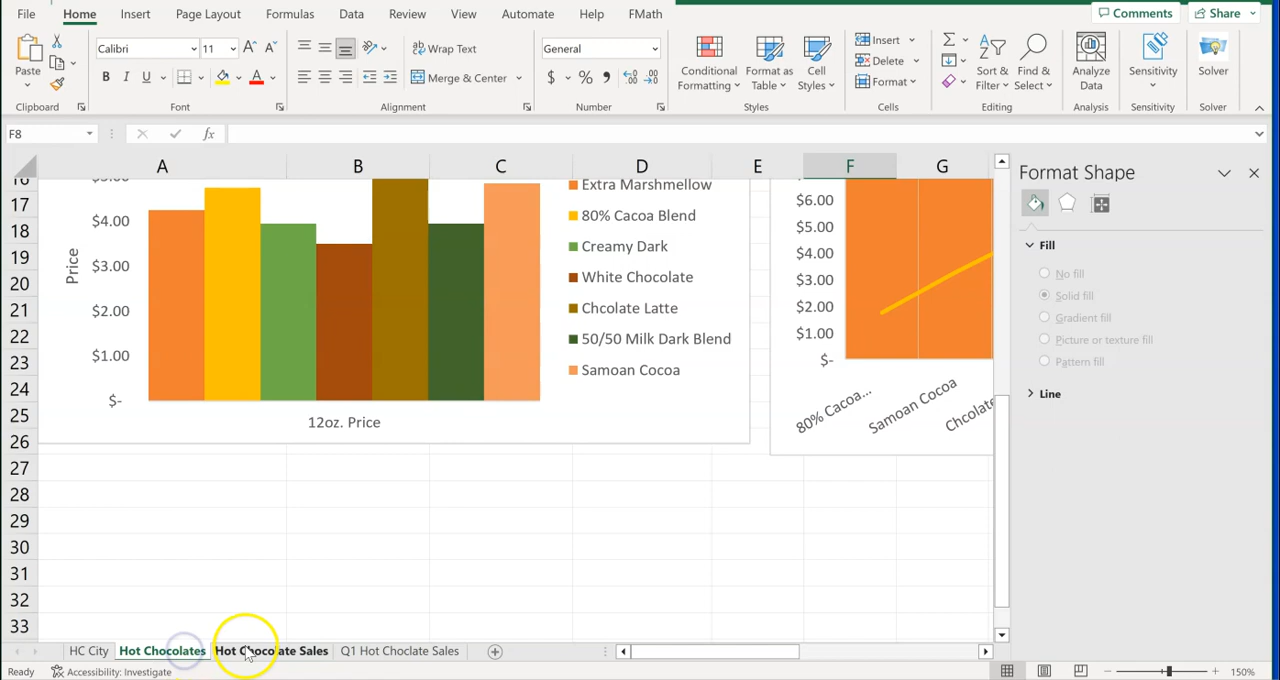 File Home Insert Page Layout Formulas Data Review View Automate Help FMath Comments Share
Calibri 11 A A Wrap Text General Insert
Paste B I U A Merge & Center $ % 9 Conditional Formatting Format as Table Cell Styles Delete Format Sort & Filter Find & Select Analyze Data Sensitivity Solver
Clipboard Font Alignment Number Styles Cells Editing Analysis Sensitivity Solver
F8 fx
A B C D E F G
Format Shape
16 Extra Marshmallow
17 $4.00 80% Cacoa Blend $6.00
18 Creamy Dark $5.00
19 $3.00 White Chocolate $4.00
20 Price Chcolate Latte $3.00
21 $2.00 50/50 Milk Dark Blend $2.00
22 Samoan Cocoa $1.00
23 $1.00 $-
24 $- 80% Cacoa... Samoan Cocoa
25 12oz. Price
26
27
28
29
30
31
32
33
Fill
No fill
Solid fill
Gradient fill
Picture or texture fill
Pattern fill
Line
HC City Hot Chocolates Hot Chocolate Sales Q1 Hot Choclate Sales
Ready Accessibility: Investigate 150%